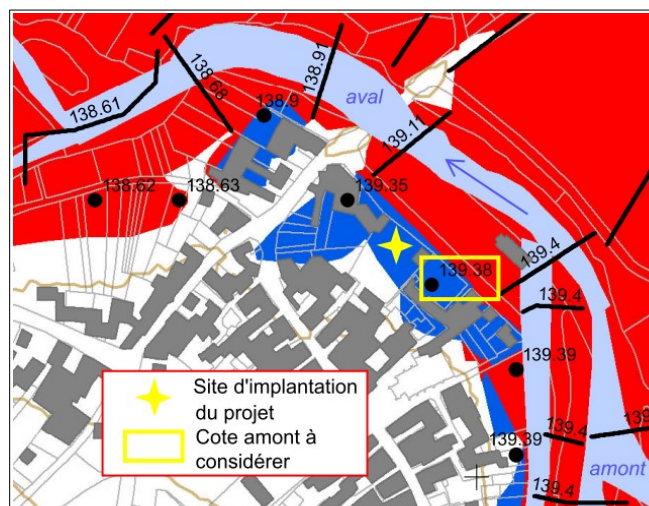 138.61
138.68
138.9
138.91
aval
139.11
138.62
138.63
139.35
139.4
139.38
139.4
139.39
Site d'implantation
du projet
Cote amont à
considérer
139.39
139.4
139.4
amont